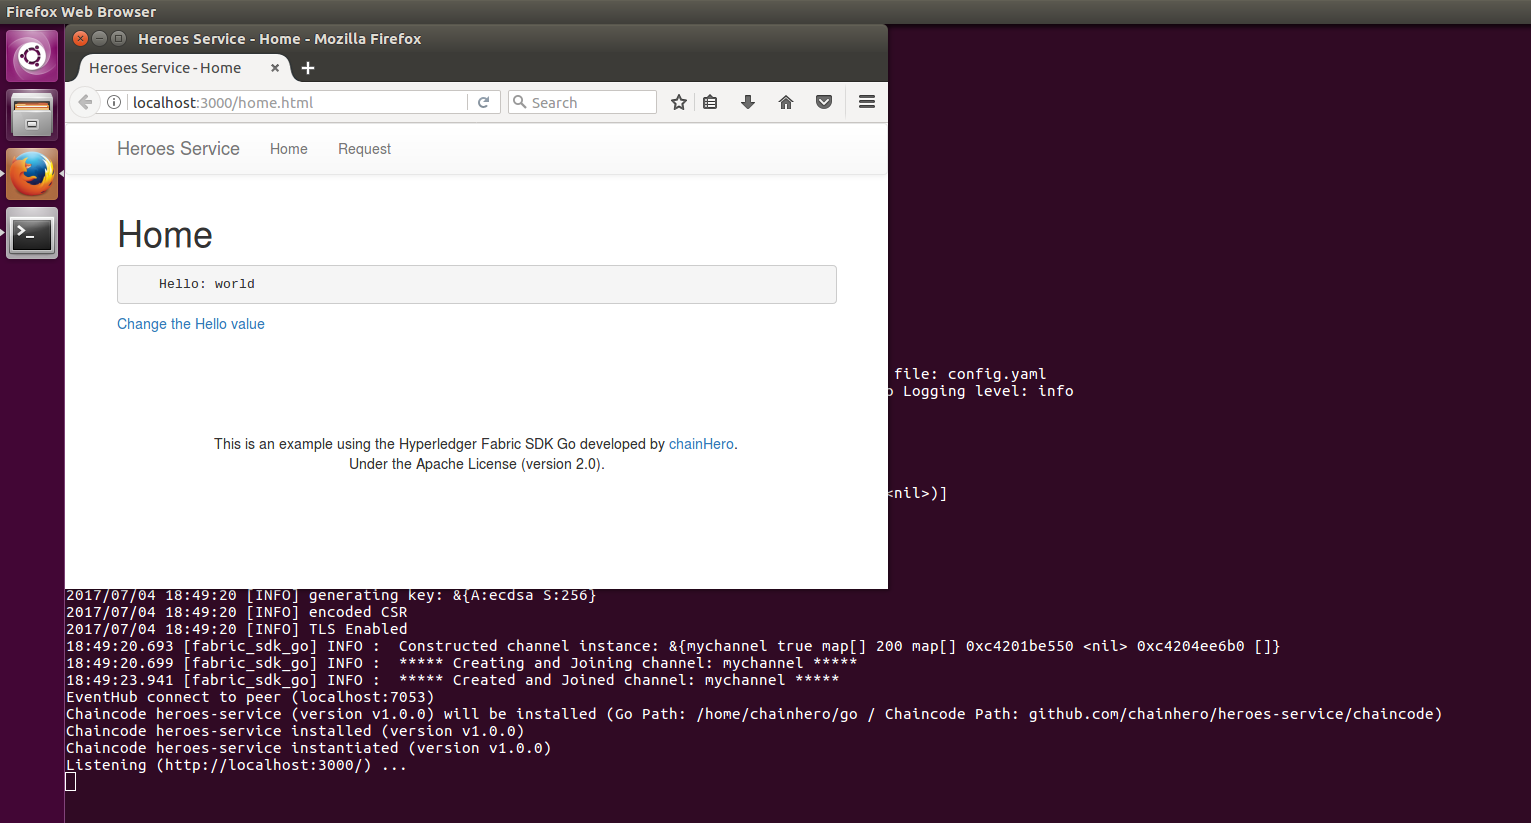 Firefox Web Browser
Heroes Service - Home - Mozilla Firefox
Heroes Service - Home
localhost:3000/home.html
Search
Heroes Service Home Request
Home
Hello: world
Change the Hello value
This is an example using the Hyperledger Fabric SDK Go developed by chainHero.
Under the Apache License (version 2.0).
file: config.yaml
Logging level: info
<nil>)]
2017/07/04 18:49:20 [INFO] generating key: &{A:ecdsa S:256}
2017/07/04 18:49:20 [INFO] encoded CSR
2017/07/04 18:49:20 [INFO] TLS Enabled
18:49:20.693 [fabric_sdk_go] INFO :  Constructed channel instance: &{mychannel true map[] 200 map[] 0xc4201be550 <nil> 0xc4204ee6b0 []}
18:49:20.699 [fabric_sdk_go] INFO :  ***** Creating and Joining channel: mychannel *****
18:49:23.941 [fabric_sdk_go] INFO :  ***** Created and Joined channel: mychannel *****
EventHub connect to peer (localhost:7053)
Chaincode heroes-service (version v1.0.0) will be installed (Go Path: /home/chainhero/go / Chaincode Path: github.com/chainhero/heroes-service/chaincode)
Chaincode heroes-service installed (version v1.0.0)
Chaincode heroes-service instantiated (version v1.0.0)
Listening (http://localhost:3000/) ...